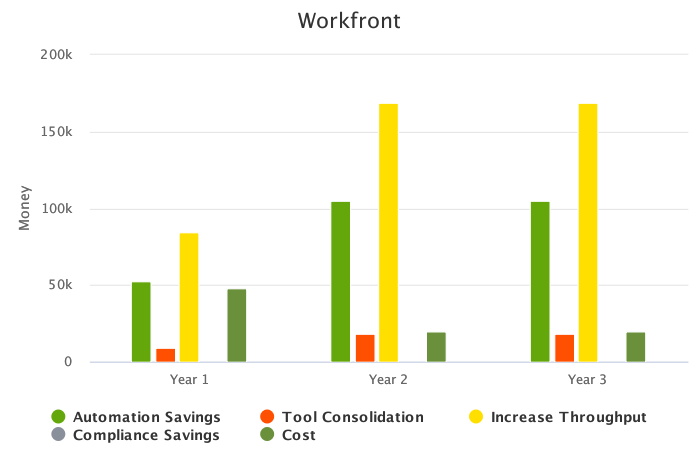 Workfront
200k
150k
100k
50k
0
Money
Year 1 Year 2 Year 3
Automation Savings Tool Consolidation Increase Throughput
Compliance Savings Cost